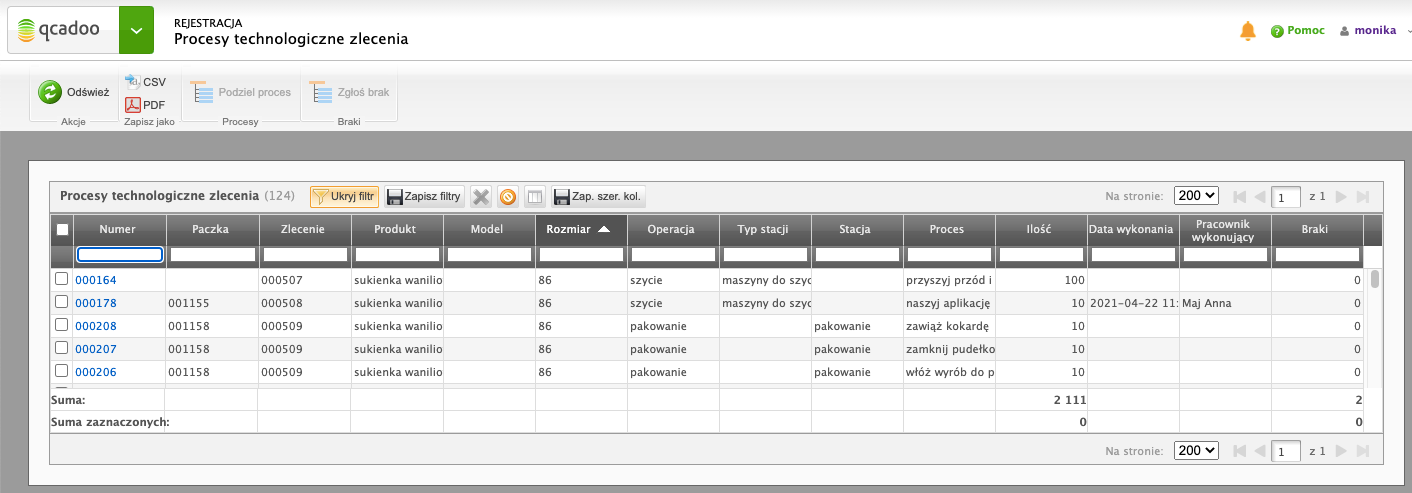 qcadoo
REJESTRACJA
Procesy technologiczne zlecenia
Pomoc
monika
Odśwież
CSV
PDF
Podziel proces
Zgłoś brak
Akcje
Zapisz jako
Procesy
Braki
Procesy technologiczne zlecenia (124)
Ukryj filtr
Zapisz filtry
Zap. szer. kol.
Na stronie: 200 1 z 1
Numer Paczka Zlecenie Produkt Model Rozmiar Operacja Typ stacji Stacja Proces Ilość Data wykonania Pracownik wykonujący Braki
000164 000507 sukienka wanilio 86 szycie maszyny do szyc przyszyj przód i 100 0
000178 001155 000508 sukienka wanilio 86 szycie maszyny do szyc naszyj aplikację 10 2021-04-22 11: Maj Anna 0
000208 001158 000509 sukienka wanilio 86 pakowanie pakowanie zawiąż kokardę 10 0
000207 001158 000509 sukienka wanilio 86 pakowanie pakowanie zamknij pudełko 10 0
000206 001158 000509 sukienka wanilio 86 pakowanie pakowanie włóż wyrób do p 10 0
Suma: 2 111 2
Suma zaznaczonych: 0 0
Na stronie: 200 1 z 1